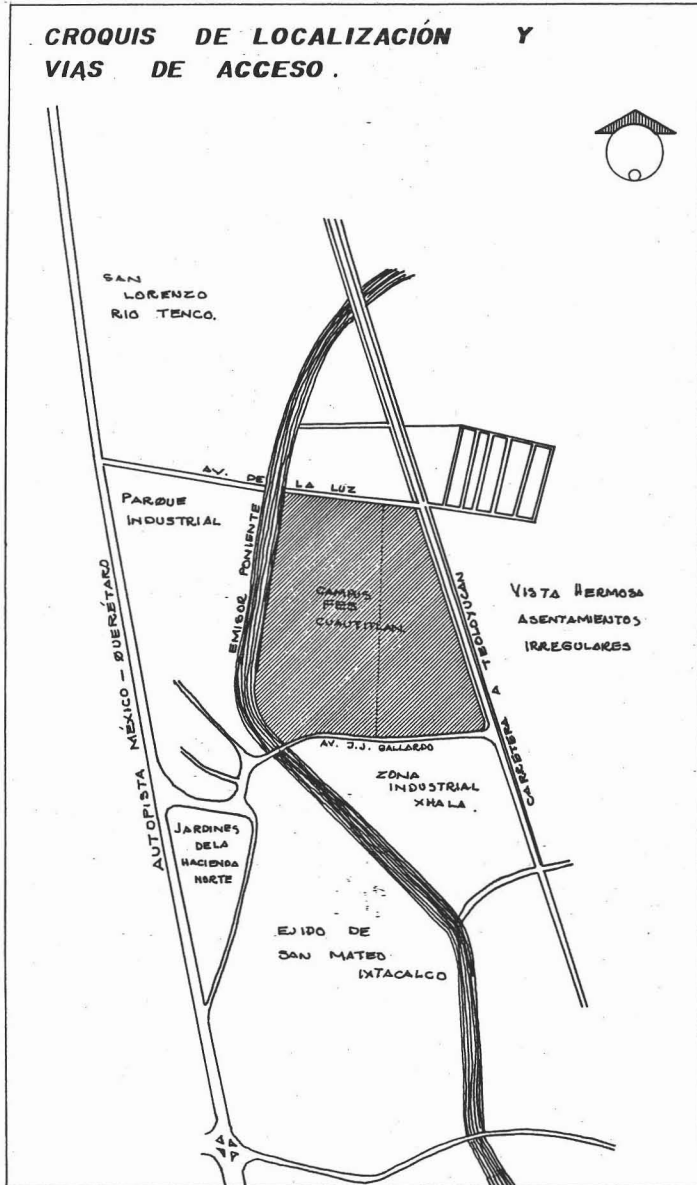 CROQUIS DE LOCALIZACIÓN Y
VIAS DE ACCESO.
SAN
LORENZO
RIO TENCO.
AV. DE LA LUZ
PARQUE
INDUSTRIAL
EMISOR PONIENTE
CAMPUS
FES
CUAUTITLAN.
VISTA HERMOSA
ASENTAMIENTOS
IRREGULARES
CARRETERA A TEOLOYUCAN
AUTOPISTA MÉXICO - QUERÉTARO
AV. J.J. GALLARDO
ZONA
INDUSTRIAL
XHALA.
JARDINES
DE LA
HACIENDA
NORTE
EJIDO DE
SAN MATEO
IXTACALCO